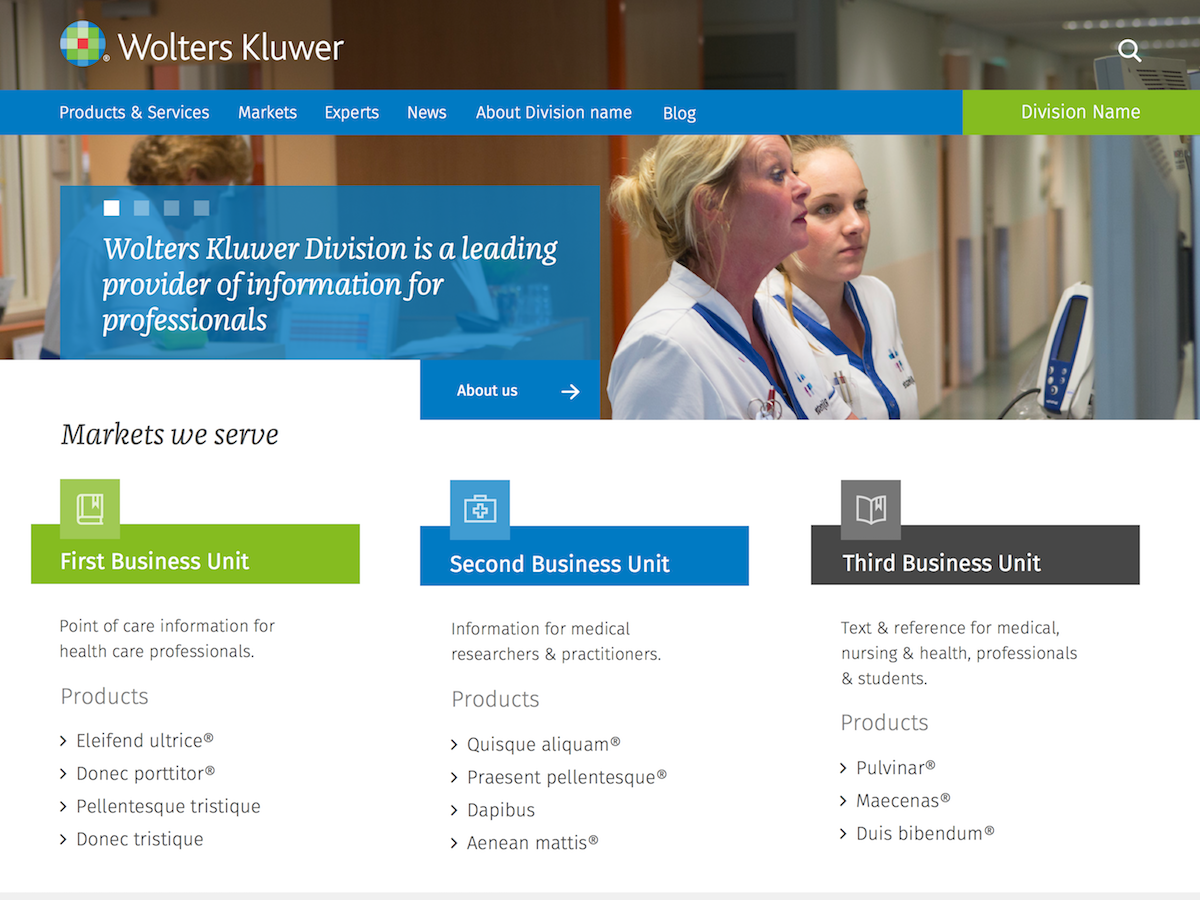 Wolters Kluwer
Products & Services
Markets
Experts
News
About Division name
Blog
Division Name
Wolters Kluwer Division is a leading
provider of information for
professionals
About us
Markets we serve
First Business Unit
Point of care information for
health care professionals.
Products
Eleifend ultrice®
Donec porttitor®
Pellentesque tristique
Donec tristique
Second Business Unit
Information for medical
researchers & practitioners.
Products
Quisque aliquam®
Praesent pellentesque®
Dapibus
Aenean mattis®
Third Business Unit
Text & reference for medical,
nursing & health, professionals
& students.
Products
Pulvinar®
Maecenas®
Duis bibendum®